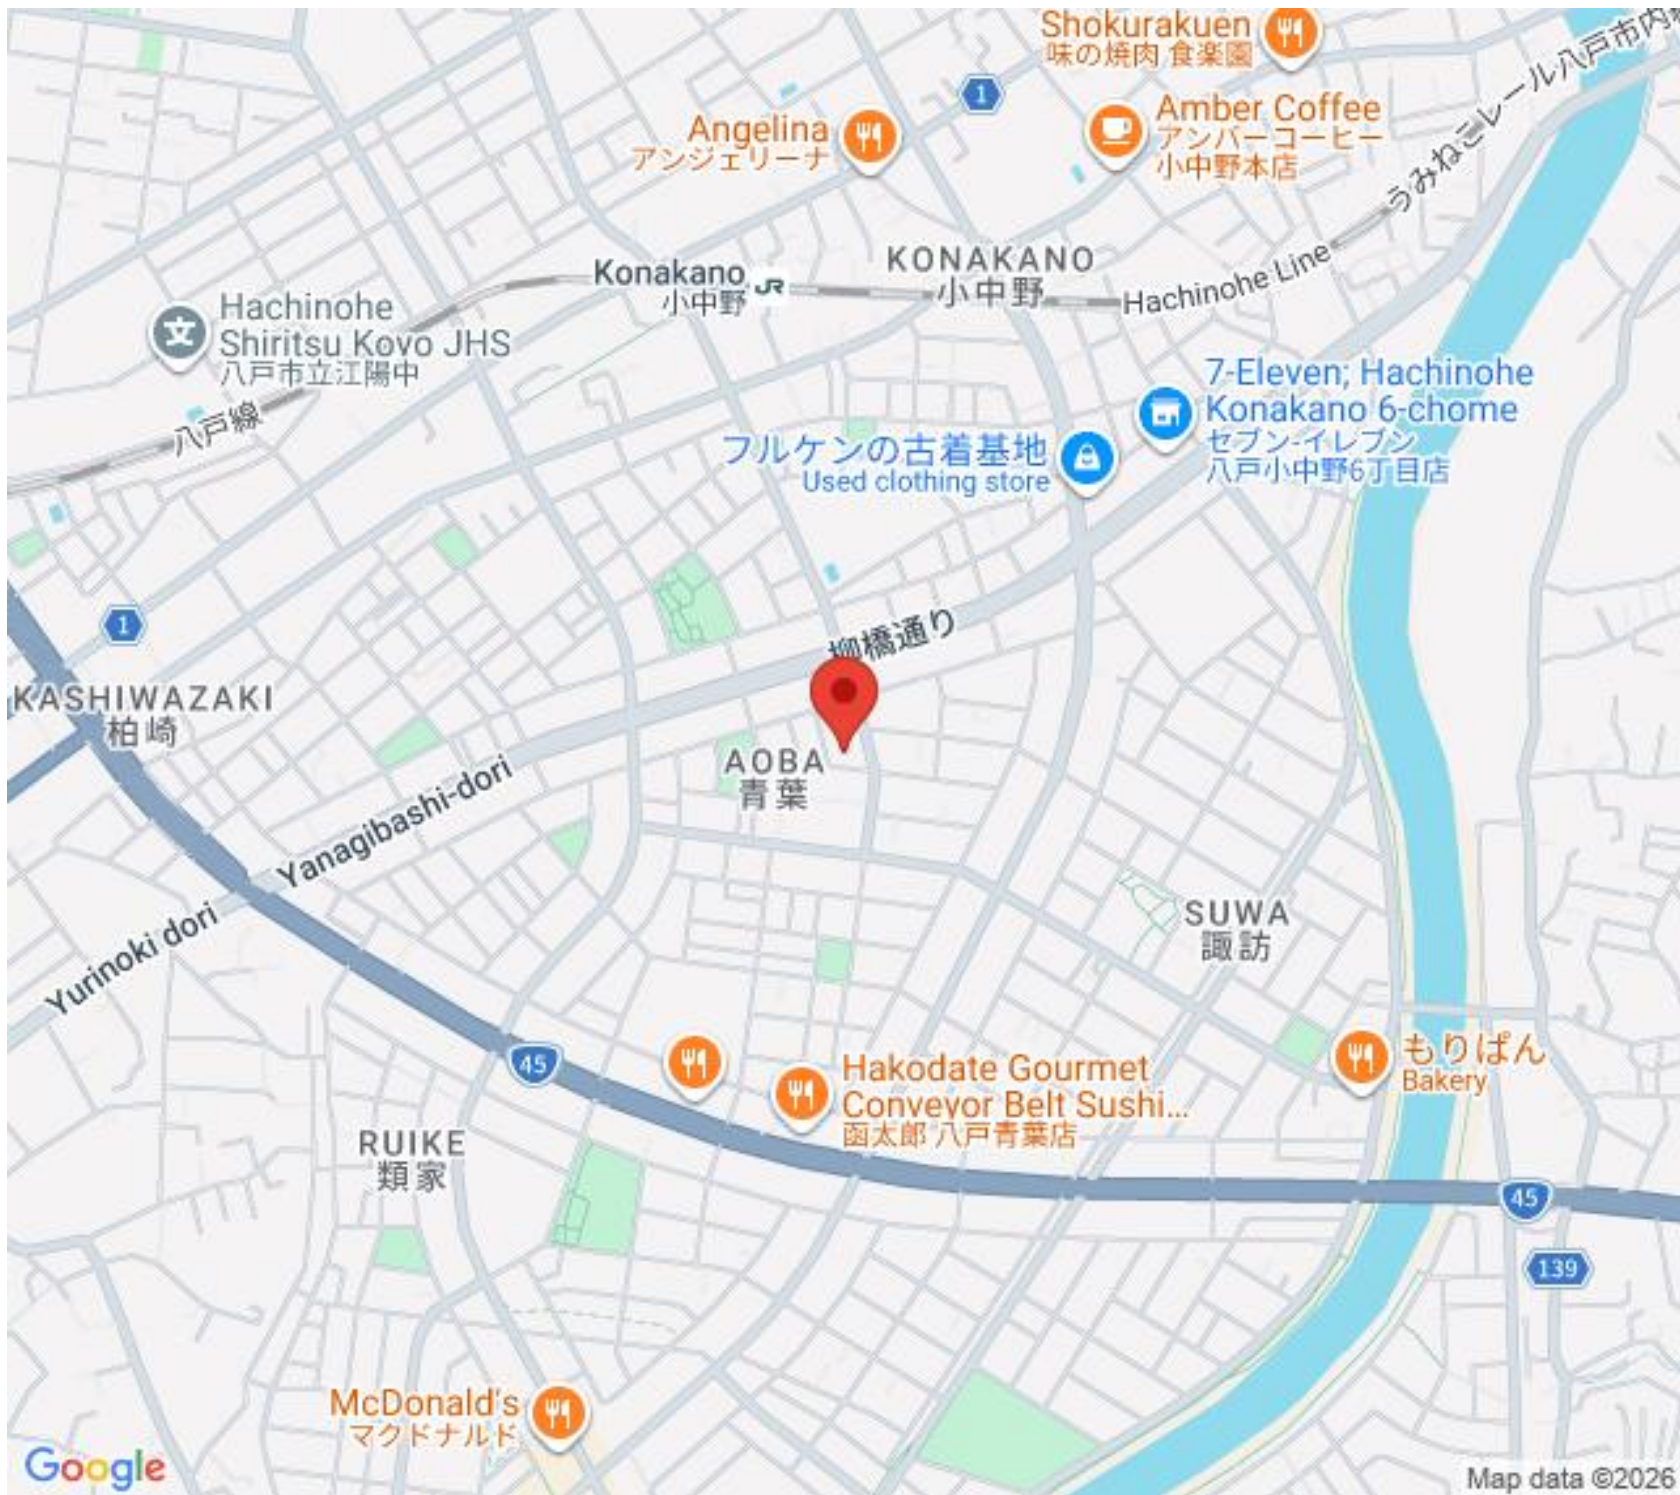 Shokurakuen
味の焼肉 食楽園
1
Angelina
アンジェリーナ
Amber Coffee
アンバーコーヒー
小中野本店
うみねこレール八戸市内線
Konakano
小中野
JR
KONAKANO
小中野
Hachinohe Line
文
Hachinohe
Shiritsu Koyo JHS
八戸市立江陽中
八戸線
7-Eleven; Hachinohe
Konakano 6-chome
セブン-イレブン
八戸小中野6丁目店
フルケンの古着基地
Used clothing store
1
柳橋通り
KASHIWAZAKI
柏崎
AOBA
青葉
Yanagibashi-dori
Yurinoki dori
SUWA
諏訪
45
Hakodate Gourmet
Conveyor Belt Sushi...
函太郎 八戸青葉店
もりぱん
Bakery
RUIKE
類家
45
139
McDonald's
マクドナルド
Google
Map data ©2026